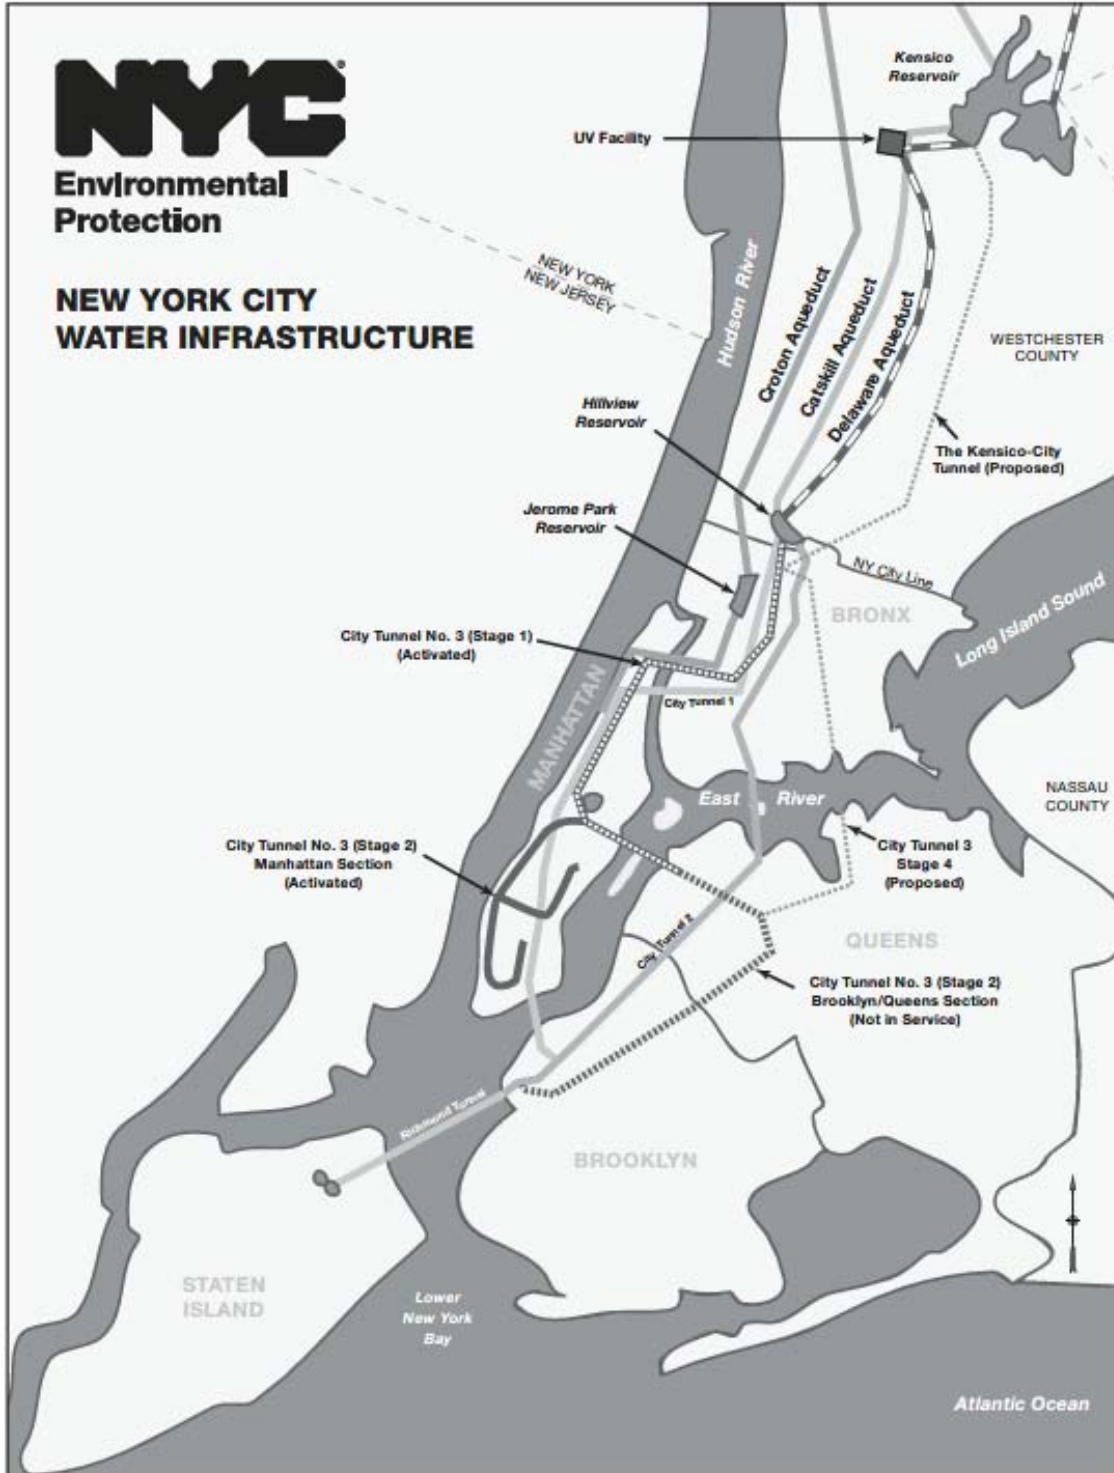 NYC®
Environmental
Protection
NEW YORK CITY
WATER INFRASTRUCTURE
Kensico
Reservoir
UV Facility
NEW YORK
NEW JERSEY
Hudson River
Croton Aqueduct
Catskill Aqueduct
Delaware Aqueduct
WESTCHESTER
COUNTY
Hillview
Reservoir
The Kensico-City
Tunnel (Proposed)
Jerome Park
Reservoir
NY City Line
BRONX
Long Island Sound
City Tunnel No. 3 (Stage 1)
(Activated)
MANHATTAN
City Tunnel 1
East River
NASSAU
COUNTY
City Tunnel No. 3 (Stage 2)
Manhattan Section
(Activated)
City Tunnel 3
Stage 4
(Proposed)
City Tunnel 2
QUEENS
City Tunnel No. 3 (Stage 2)
Brooklyn/Queens Section
(Not in Service)
Richmond Tunnel
BROOKLYN
STATEN
ISLAND
Lower
New York
Bay
Atlantic Ocean